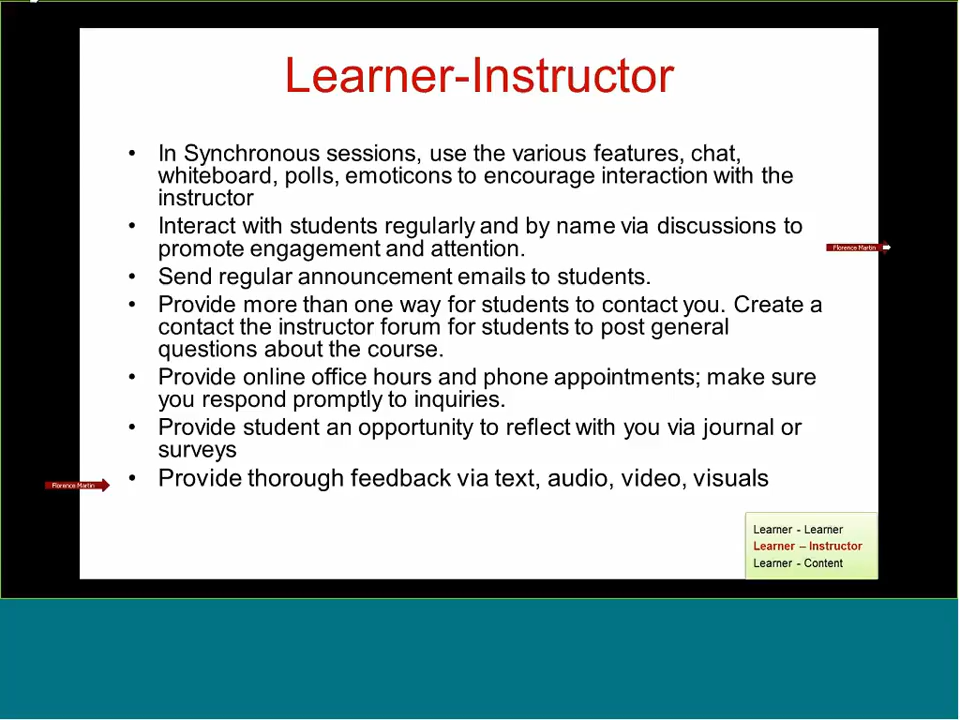 Learner-Instructor
• In Synchronous sessions, use the various features, chat,
whiteboard, polls, emoticons to encourage interaction with the
instructor
• Interact with students regularly and by name via discussions to
promote engagement and attention.
Florence Martin
• Send regular announcement emails to students.
• Provide more than one way for students to contact you. Create a
contact the instructor forum for students to post general
questions about the course.
• Provide online office hours and phone appointments; make sure
you respond promptly to inquiries.
• Provide student an opportunity to reflect with you via journal or
surveys
• Provide thorough feedback via text, audio, video, visuals
Florence Martin
Learner - Learner
Learner – Instructor
Learner - Content